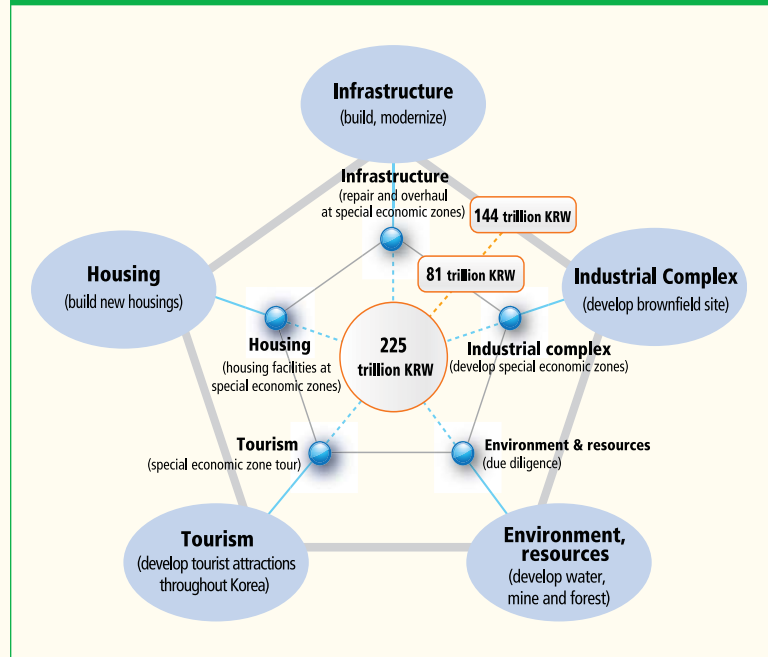 Infrastructure
(build, modernize)
Infrastructure
(repair and overhaul
at special economic zones)
144 trillion KRW
81 trillion KRW
Housing
(build new housings)
Industrial Complex
(develop brownfield site)
Housing
(housing facilities at
special economic zones)
225
trillion KRW
Industrial complex
(develop special economic zones)
Tourism
(special economic zone tour)
Environment & resources
(due diligence)
Tourism
(develop tourist attractions
throughout Korea)
Environment,
resources
(develop water,
mine and forest)